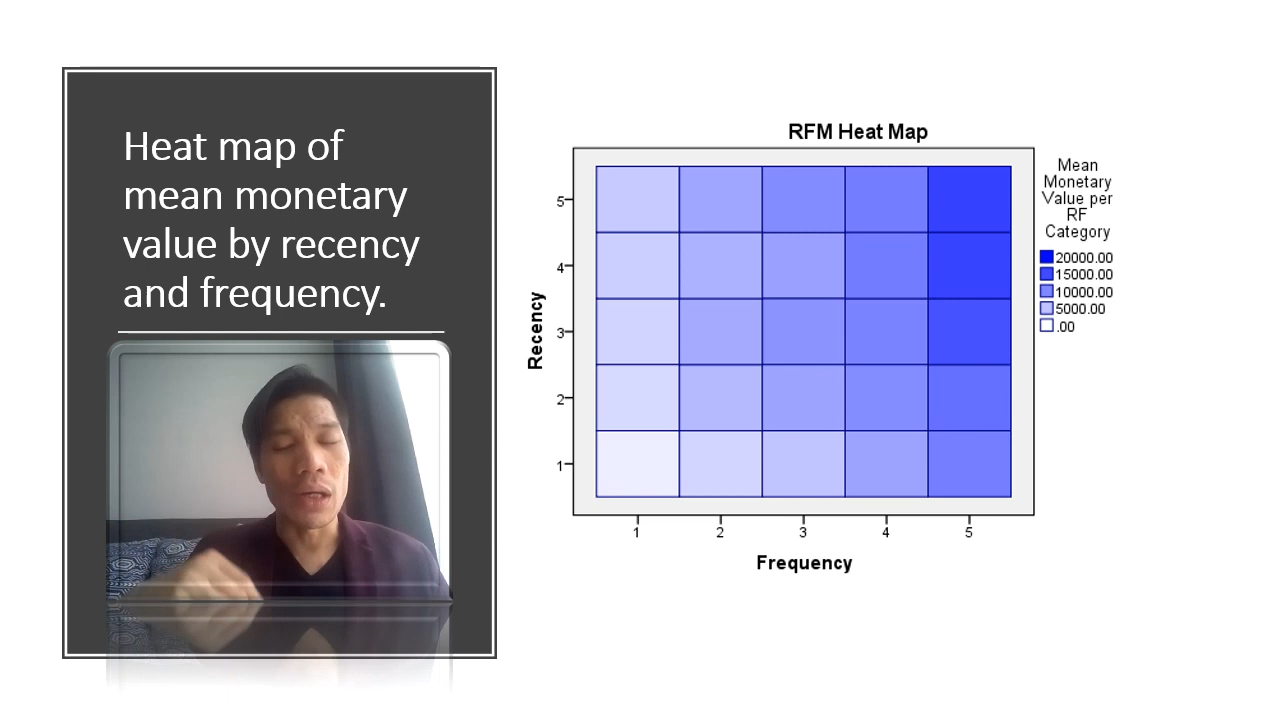 Heat map of
mean monetary
value by recency
and frequency.
RFM Heat Map
Mean
Monetary
Value per
RF
Category
20000.00
15000.00
10000.00
5000.00
.00
Recency
5
4
3
2
1
1 2 3 4 5
Frequency